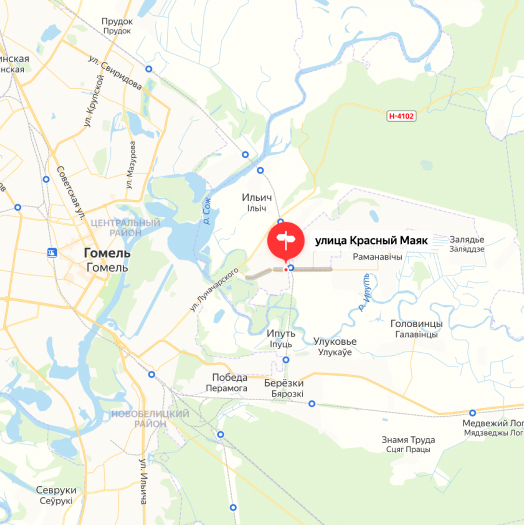 Прудок
Прудок
инская
нская
ул. Свиридова
ул. Крупской
Н-4102
ул. Мазурова
Советская ул.
Ильич
Ільіч
р. Сож
ЦЕНТРАЛЬНЫЙ
РАЙОН
улица Красный Маяк
Залядье
Заляддзе
Гомель
Гомель
Раманавічы
ул. Луначарского
р. Ипуть
Головинцы
Галавінцы
Ипуть
Іпуць
Улуковье
Улукаўе
Победа
Перамога
Берёзки
Бярозкі
НОВОБЕЛИЦКИЙ
РАЙОН
Медвежий Лог
Мядзведжы Лог
Знамя Труда
Сцяг Працы
ул. Ильича
Севруки
Сеўрукі